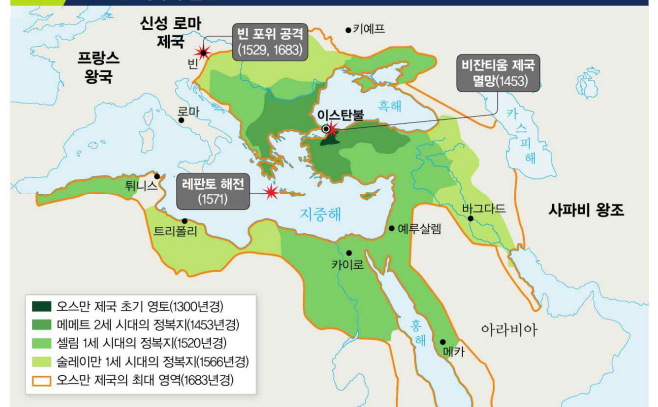 신성 로마
제국
빈 포위 공격
(1529, 1683)
키예프
프랑스
왕국
빈
비잔티움 제국
멸망(1453)
로마
이스탄불
흑해
카스피해
튀니스
레판토 해전
(1571)
지중해
트리폴리
예루살렘
바그다드
사파비 왕조
카이로
오스만 제국 초기 영토(1300년경)
메메트 2세 시대의 정복지(1453년경)
셀림 1세 시대의 정복지(1520년경)
술레이만 1세 시대의 정복지(1566년경)
오스만 제국의 최대 영역(1683년경)
홍해
아라비아
메카